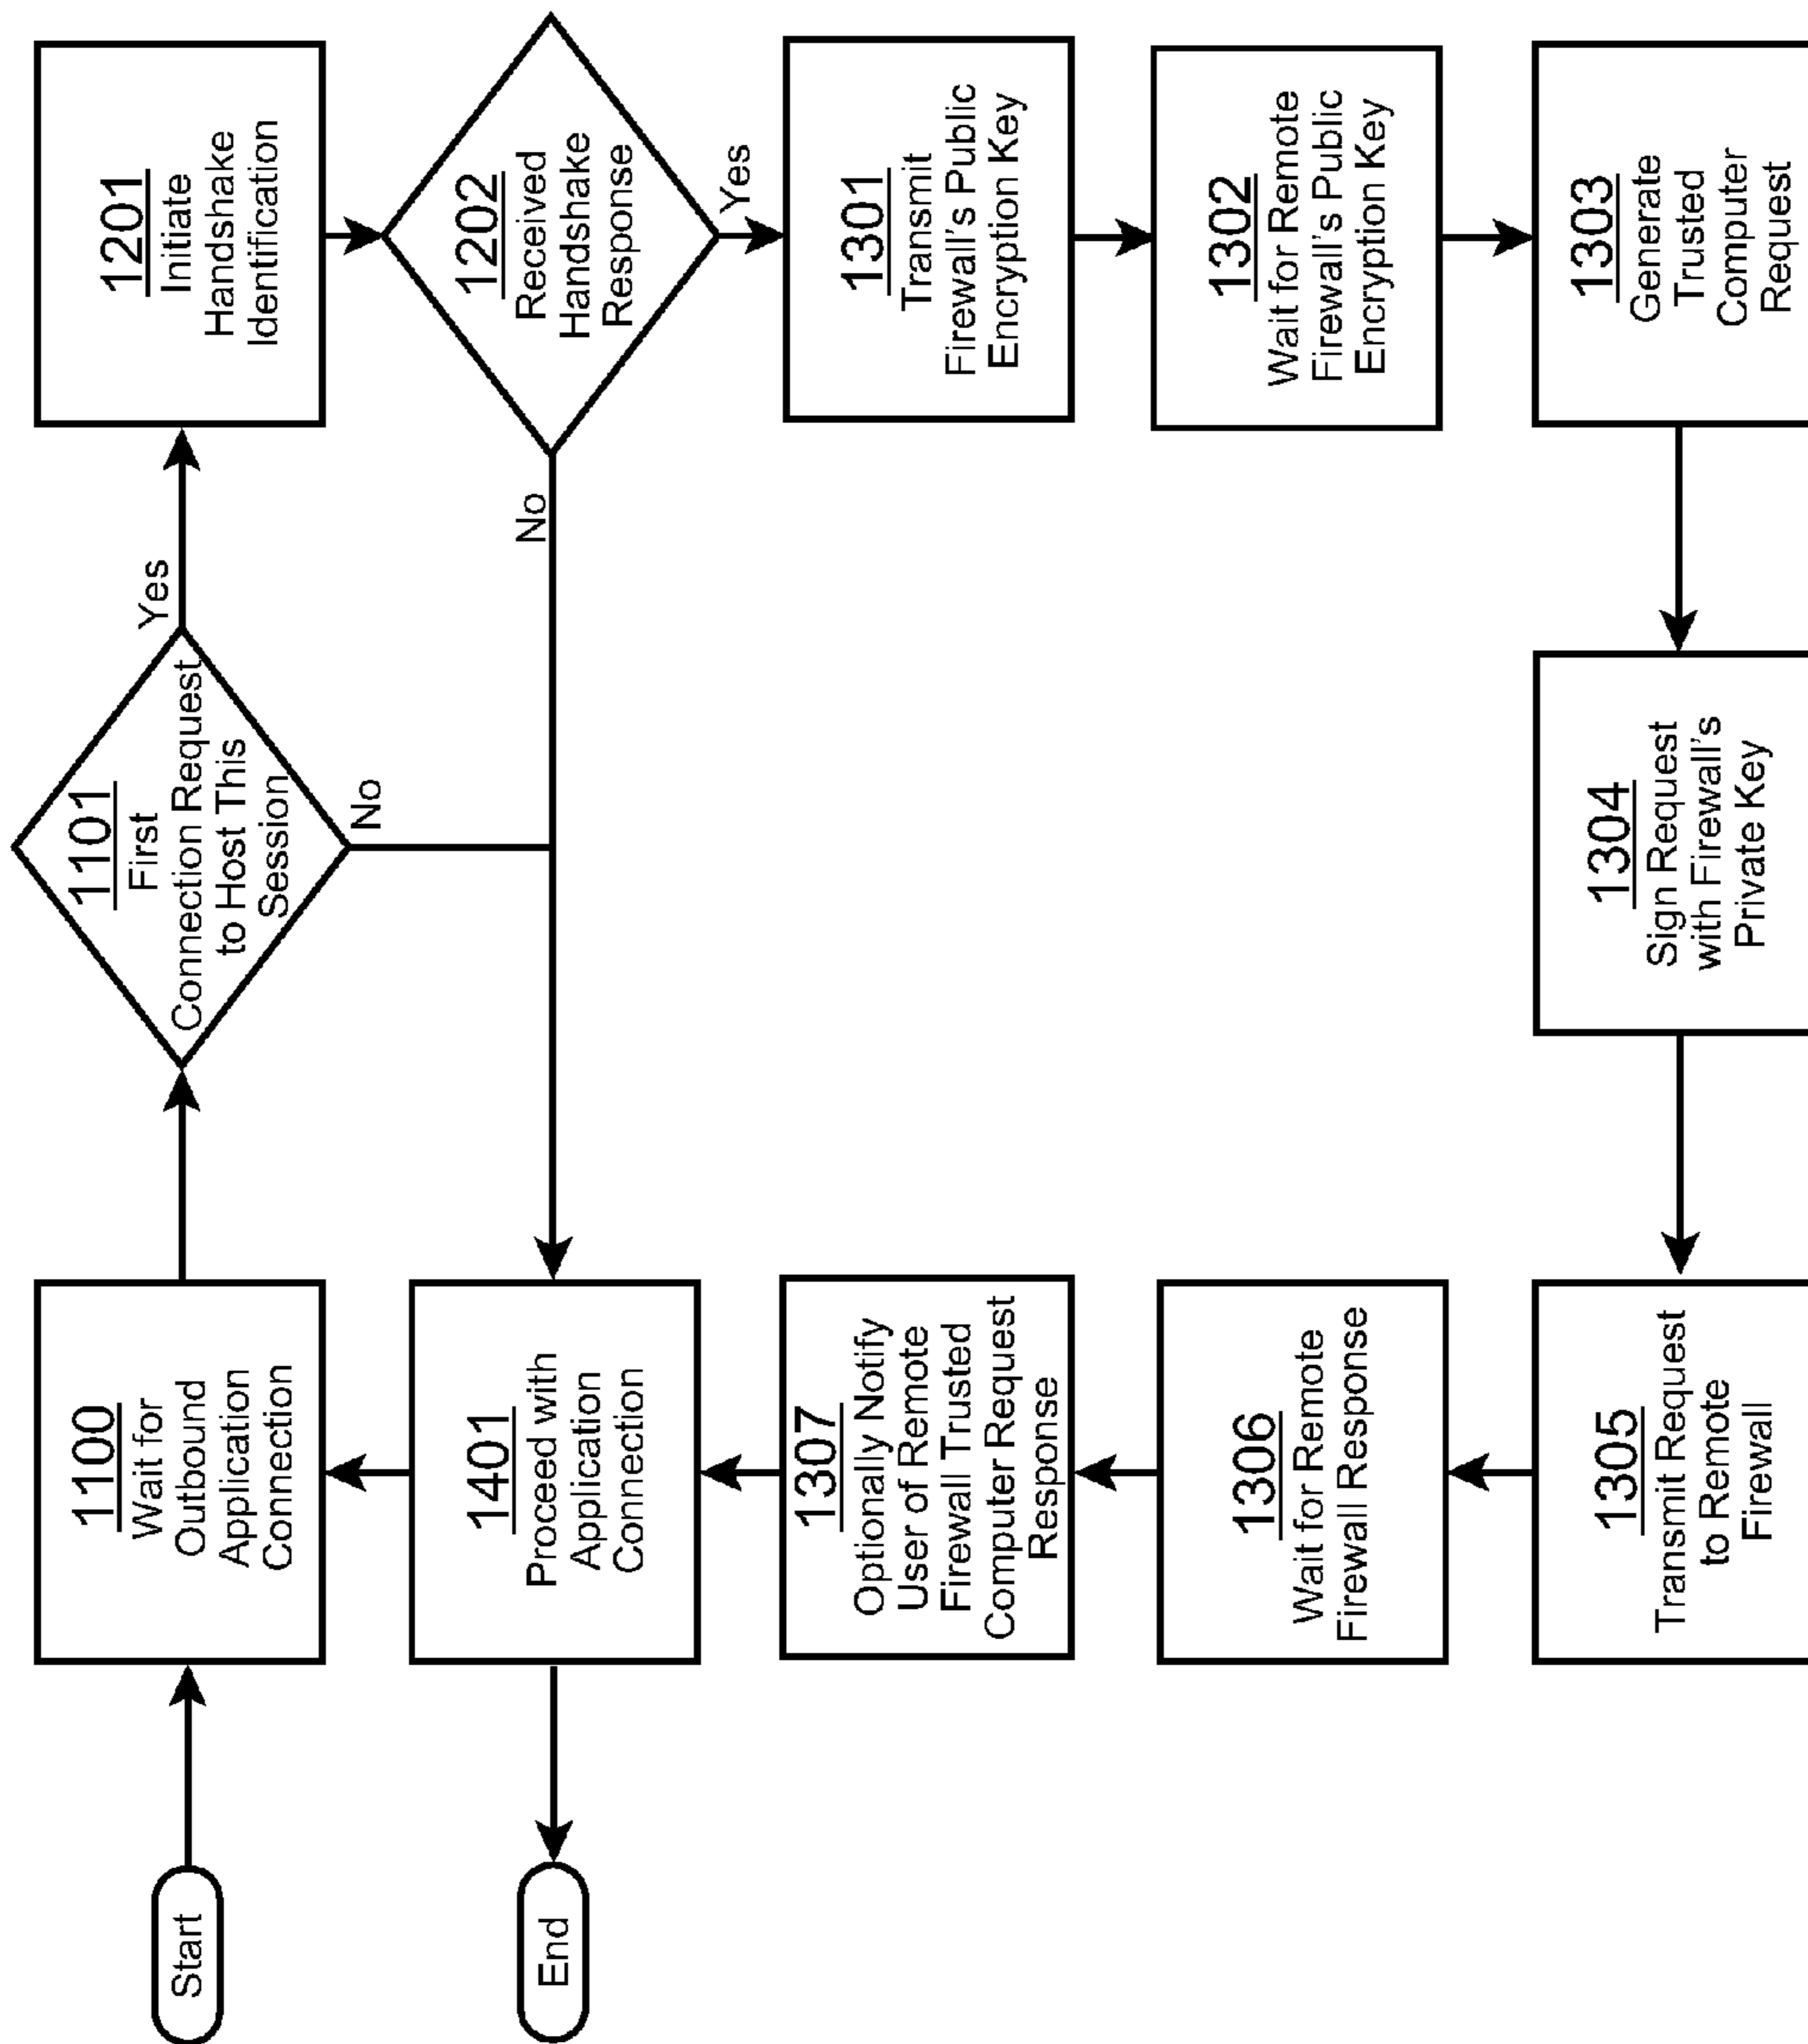 Start
1100
Wait for
Outbound
Application
Connection
1101
First
Connection Request
to Host This
Session
Yes
No
1201
Initiate
Handshake
Identification
End
1401
Proceed with
Application
Connection
No
1202
Received
Handshake
Response
Yes
1307
Optionally Notify
User of Remote
Firewall Trusted
Computer Request
Response
1301
Transmit
Firewall's Public
Encryption Key
1306
Wait for Remote
Firewall Response
1302
Wait for Remote
Firewall's Public
Encryption Key
1305
Transmit Request
to Remote
Firewall
1304
Sign Request
with Firewall's
Private Key
1303
Generate
Trusted
Computer
Request